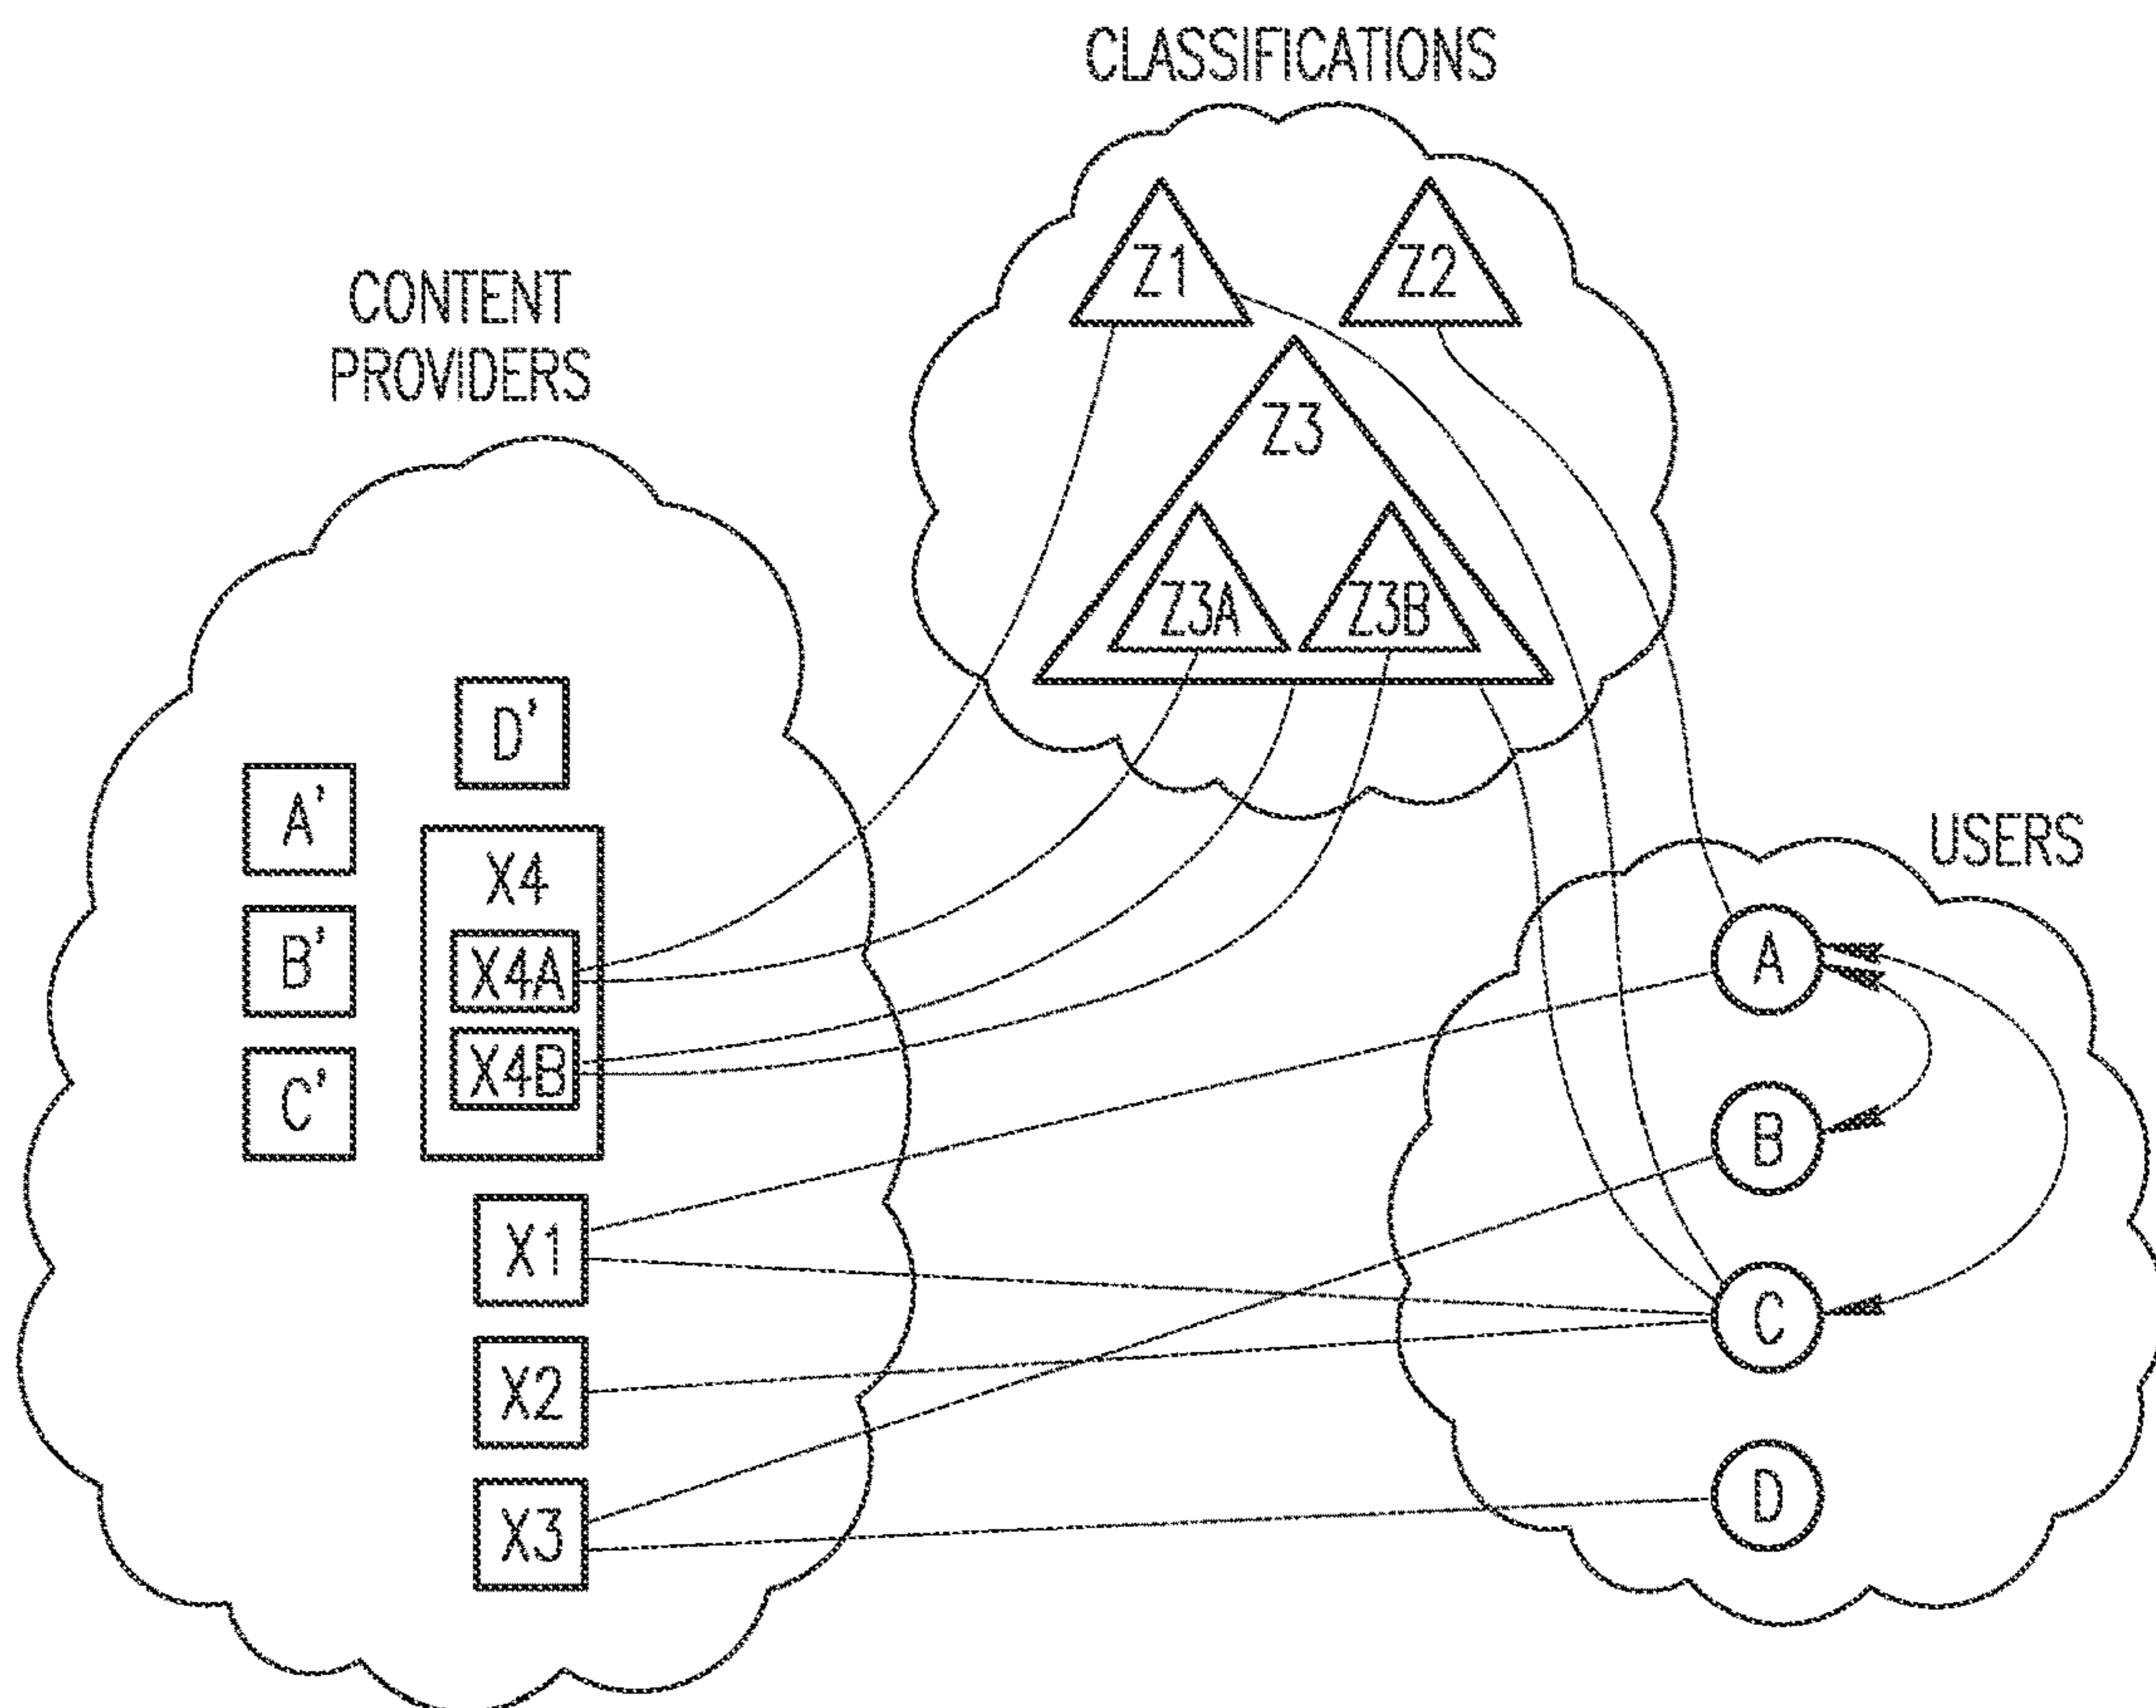 CLASSIFICATIONS
Z1
Z2
Z3
Z3A
Z3B
CONTENT
PROVIDERS
D'
A'
X4
B'
X4A
X4B
C'
X1
X2
X3
USERS
A
B
C
D